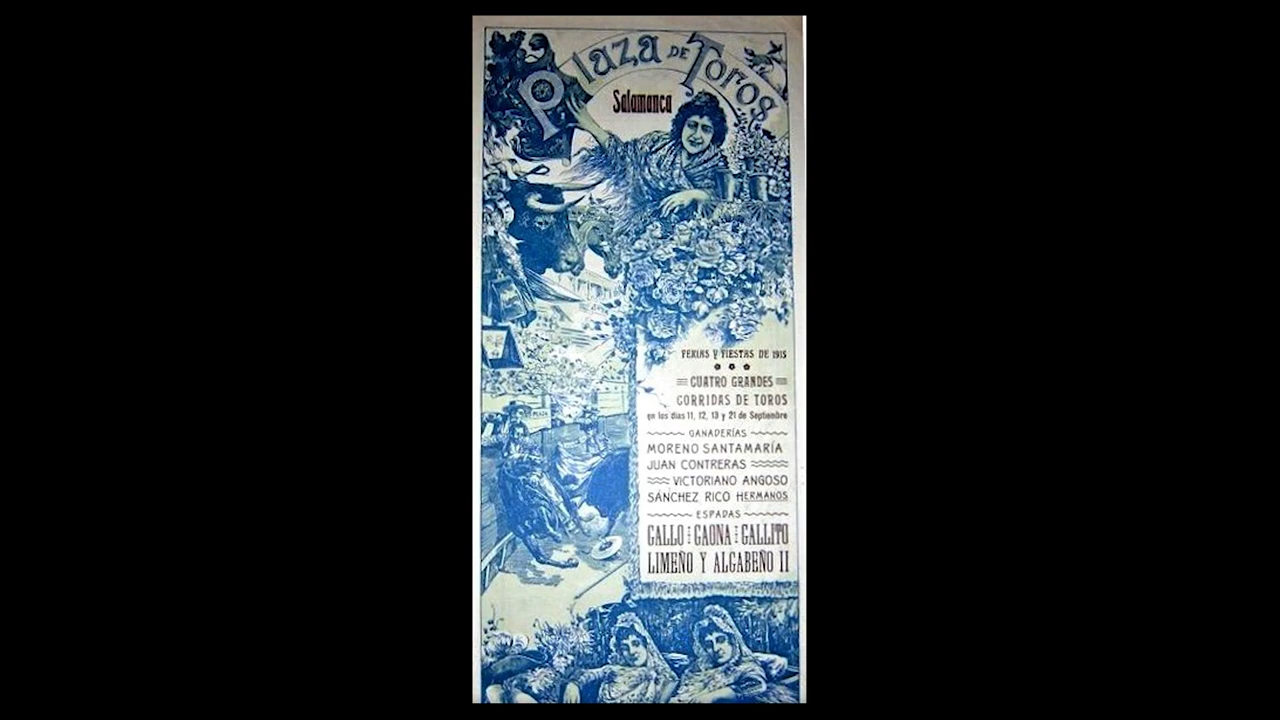 Plaza DE Toros
Salamanca
FERIAS Y FIESTAS DE 1915
CUATRO GRANDES
CORRIDAS DE TOROS
en los días 11, 12, 13 y 21 de Septiembre
GANADERÍAS
MORENO SANTAMARÍA
JUAN CONTRERAS
VICTORIANO ANGOSO
SÁNCHEZ RICO HERMANOS
ESPADAS
GALLO GAONA GALLITO
LIMEÑO Y ALGABEÑO II